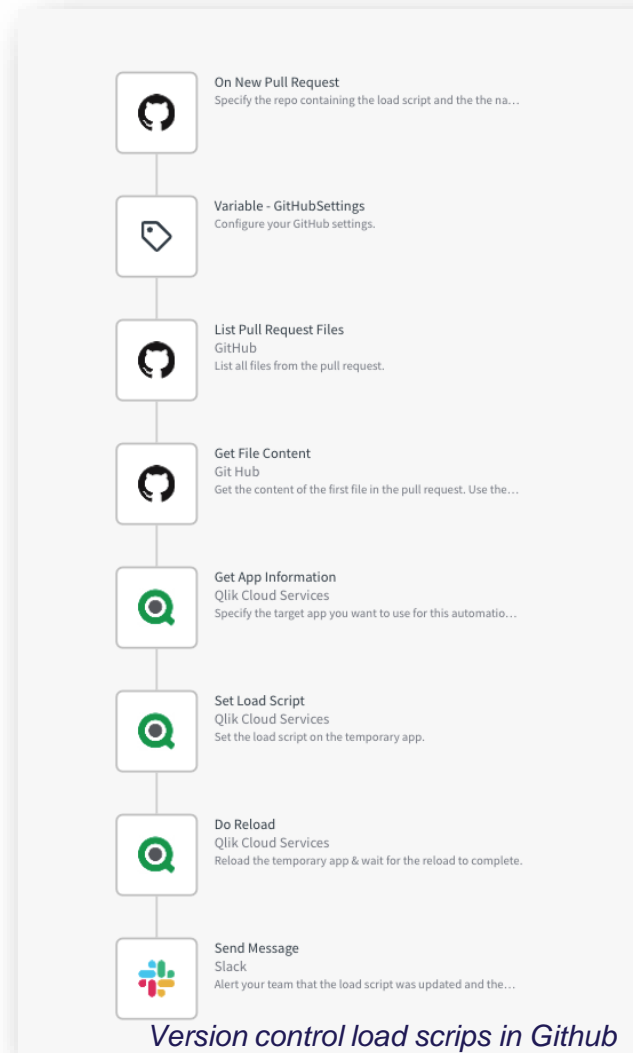 On New Pull Request
Specify the repo containing the load script and the the na...
Variable - GitHubSettings
Configure your GitHub settings.
List Pull Request Files
GitHub
List all files from the pull request.
Get File Content
Git Hub
Get the content of the first file in the pull request. Use the...
Get App Information
Qlik Cloud Services
Specify the target app you want to use for this automatio...
Set Load Script
Qlik Cloud Services
Set the load script on the temporary app.
Do Reload
Qlik Cloud Services
Reload the temporary app & wait for the reload to complete.
Send Message
Slack
Alert your team that the load script was updated and the...
Version control load scrips in Github